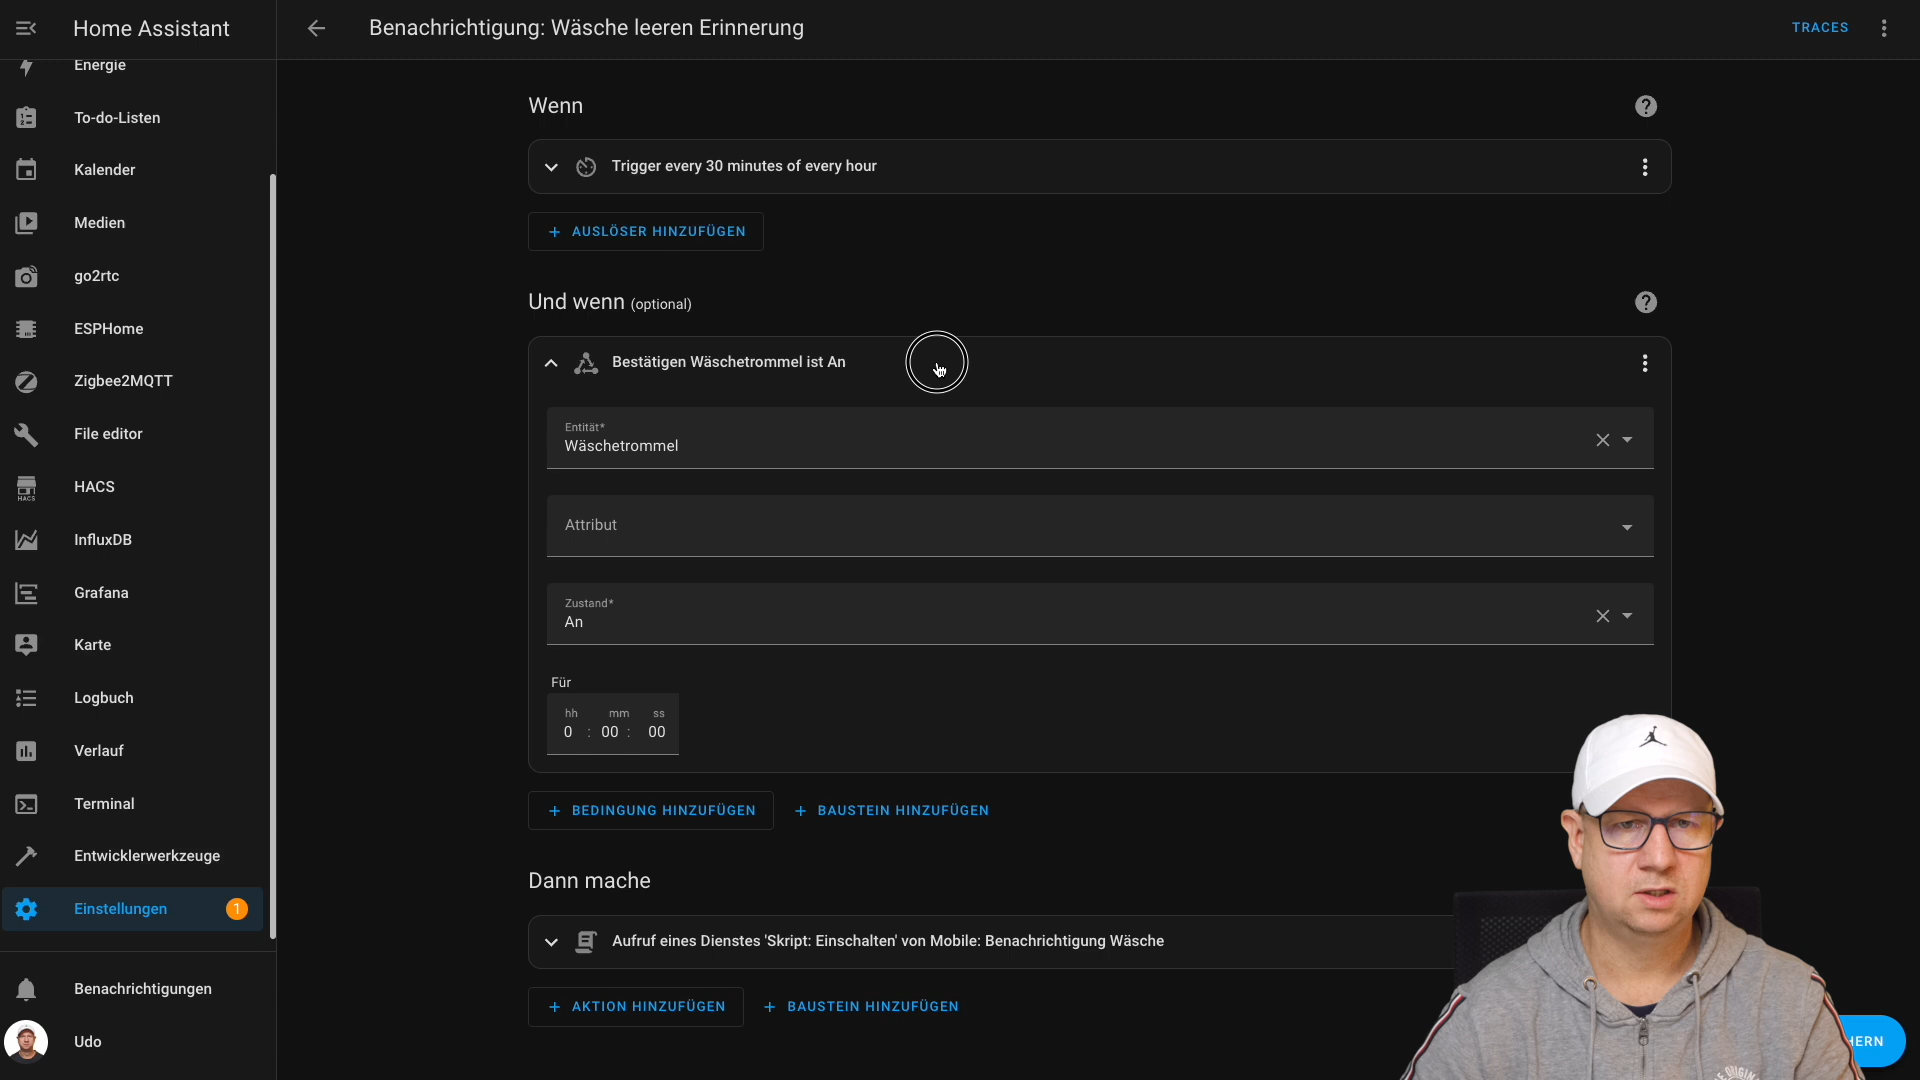 Home Assistant
Benachrichtigung: Wäsche leeren Erinnerung
TRACES
Energie
To-do-Listen
Kalender
Medien
go2rtc
ESPHome
Zigbee2MQTT
File editor
HACS
HACS
InfluxDB
Grafana
Karte
Logbuch
Verlauf
Terminal
Entwicklerwerkzeuge
Einstellungen
1
Benachrichtigungen
Udo
Wenn
Trigger every 30 minutes of every hour
AUSLÖSER HINZUFÜGEN
Und wenn (optional)
Bestätigen Wäschetrommel ist An
Entität*
Wäschetrommel
Attribut
Zustand*
An
Für
hh mm ss
0 : 00 : 00
BEDINGUNG HINZUFÜGEN
BAUSTEIN HINZUFÜGEN
Dann mache
Aufruf eines Dienstes 'Skript: Einschalten' von Mobile: Benachrichtigung Wäsche
AKTION HINZUFÜGEN
BAUSTEIN HINZUFÜGEN
HERN